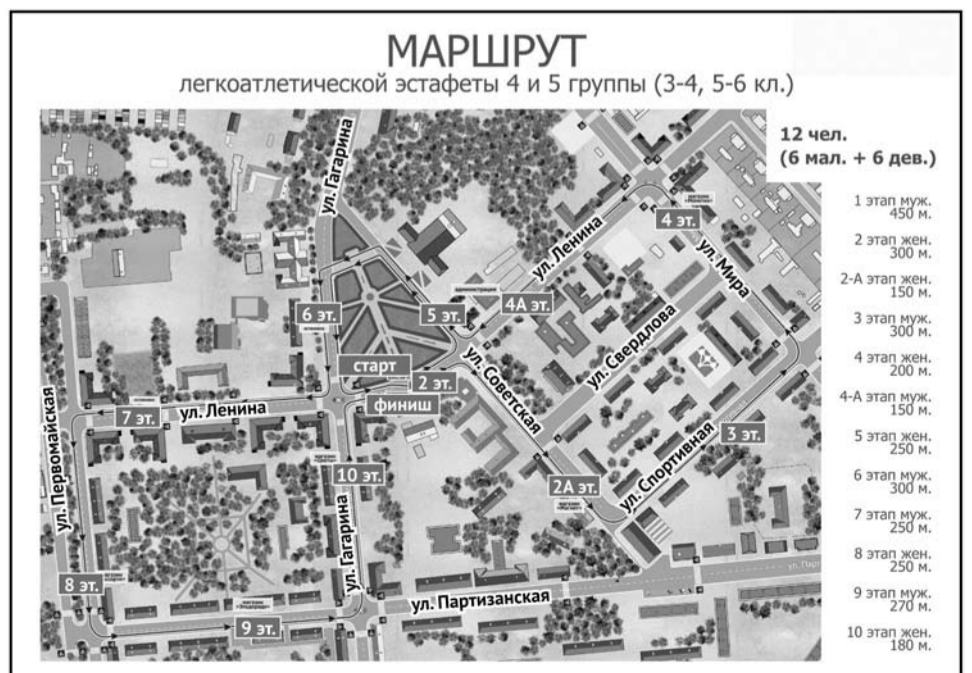 МАРШРУТ
легкоатлетической эстафеты 4 и 5 группы (3-4, 5-6 кл.)
12 чел.
(6 мал. + 6 дев.)
1 этап муж.
450 м.
2 этап жен.
300 м.
2-А этап жен.
150 м.
3 этап муж.
300 м.
4 этап жен.
200 м.
4-А этап муж.
150 м.
5 этап жен.
250 м.
6 этап муж.
300 м.
7 этап муж.
250 м.
8 этап жен.
250 м.
9 этап муж.
270 м.
10 этап жен.
180 м.
ул. Гагарина
4 эт.
ул. Ленина
ул. Мира
администрация
4А эт.
6 эт.
5 эт.
ул. Свердлова
старт
2 эт.
ул. Советская
финиш
7 эт.
ул. Ленина
3 эт.
ул. Первомайская
10 эт.
2А эт.
ул. Спортивная
ул. Гагарина
8 эт.
ул. Партизанская
9 эт.